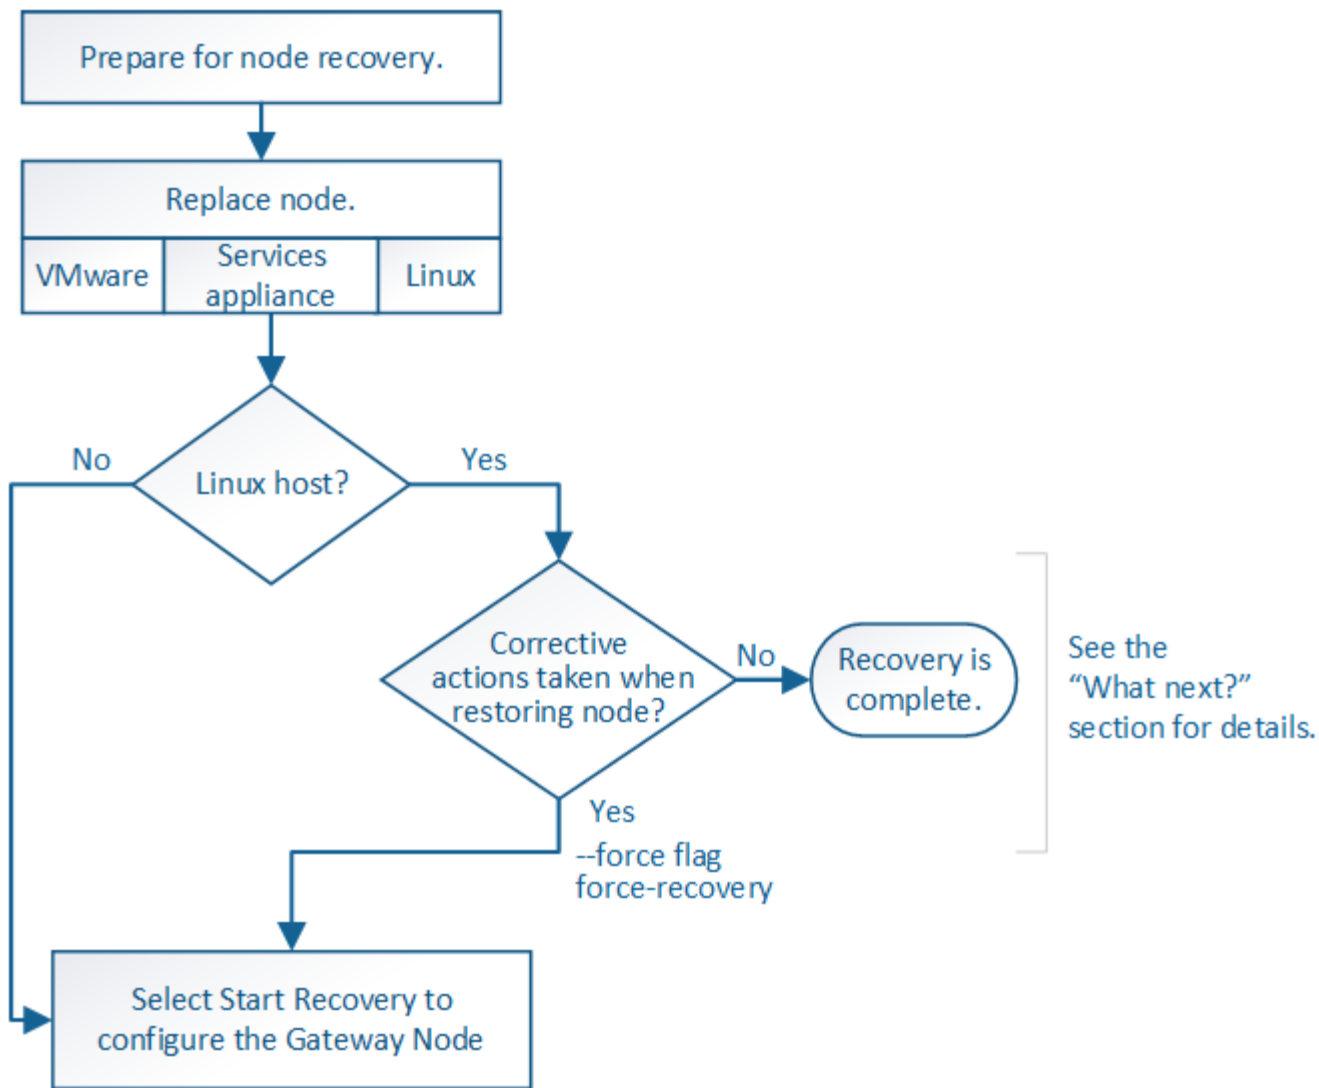 Prepare for node recovery.
Replace node.
VMware
Services
appliance
Linux
No
Linux host?
Yes
Corrective
actions taken when
restoring node?
No
Recovery is
complete.
See the
“What next?”
section for details.
Yes
--force flag
force-recovery
Select Start Recovery to
configure the Gateway Node